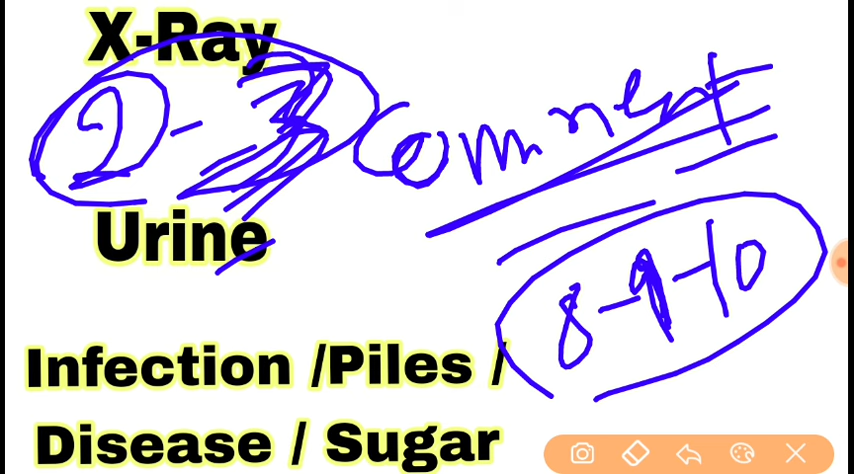 X-Ray
2 - 3 Comment
Urine
8-9-10
Infection /Piles /
Disease / Sugar